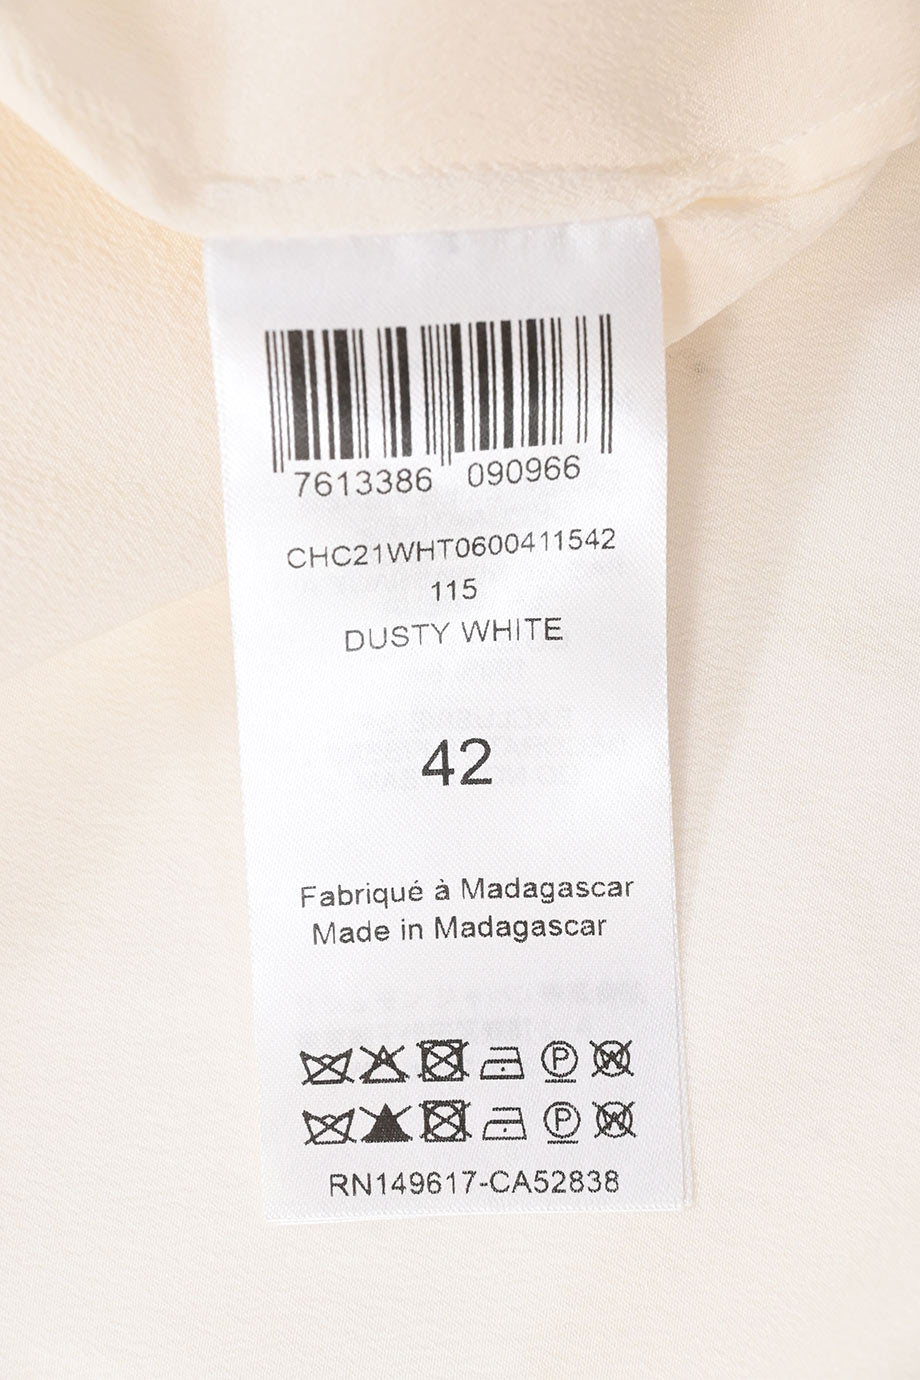 7613386 090966
CHC21WHT0600411542
115
DUSTY WHITE
42
Fabriqué à Madagascar
Made in Madagascar
P W
P W
RN149617-CA52838